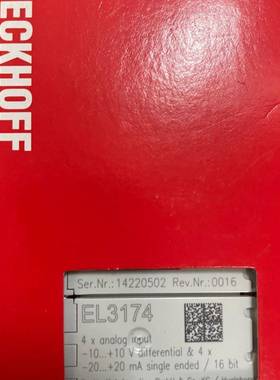 ECKHOFF
Ser.Nr.:14220502 Rev.Nr.:0016
EL3174
4 x analog input
-10...+10 V differential & 4 x
-20...+20 mA single ended / 16 bit